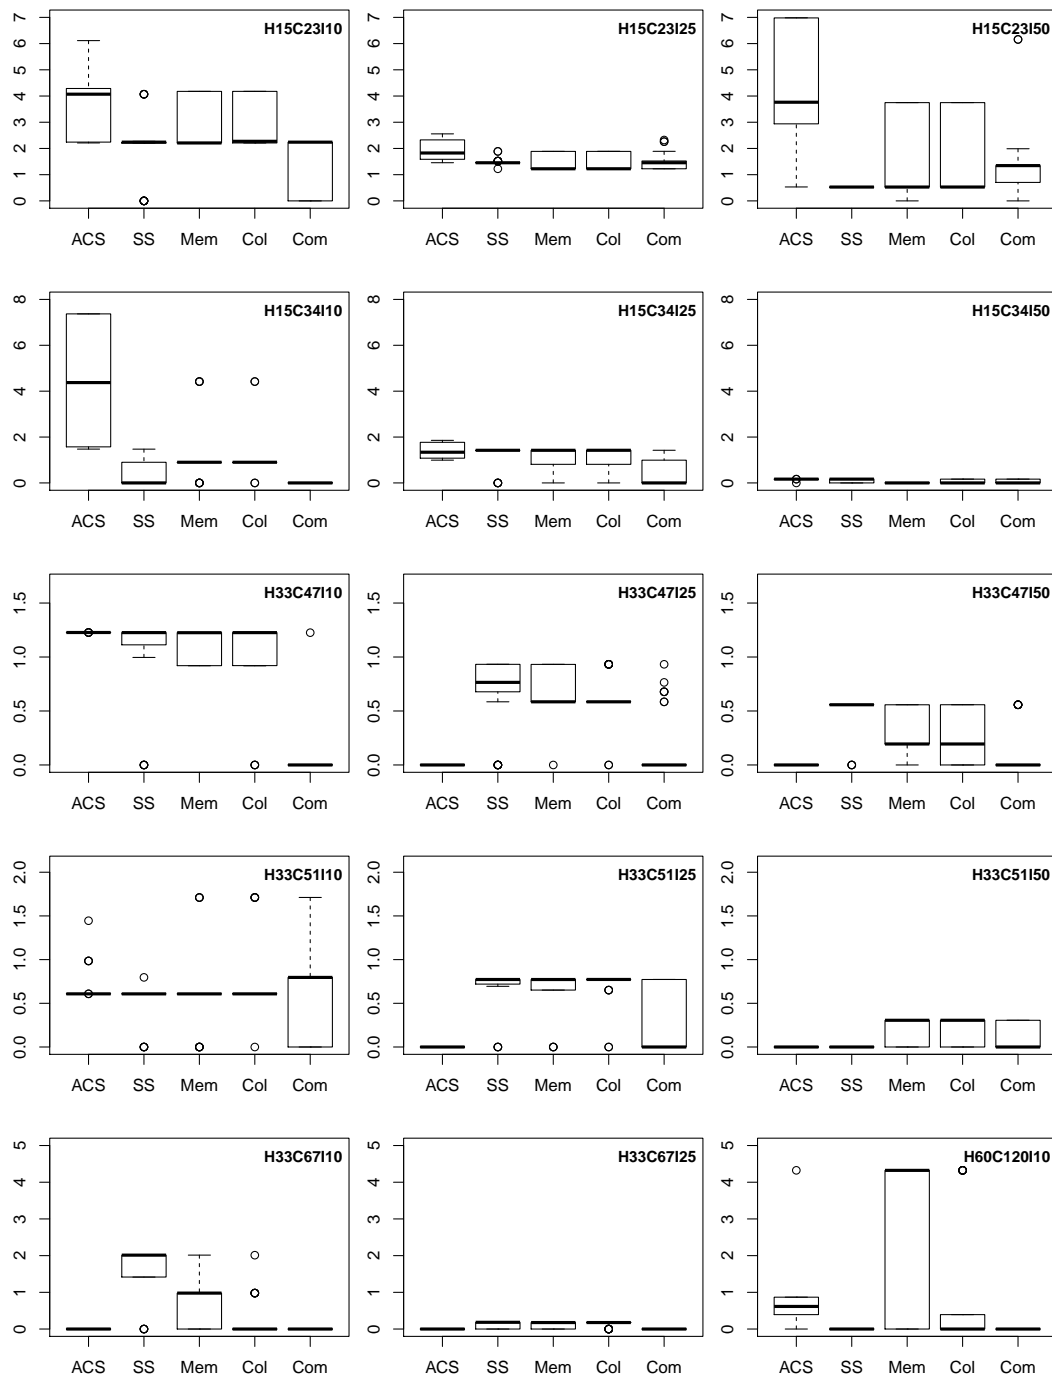 H15C23I10 H15C23I25 H15C23I50
7 7 7
6 6 6
5 5 5
4 4 4
3 3 3
2 2 2
1 1 1
0 0 0
ACS SS Mem Col Com ACS SS Mem Col Com ACS SS Mem Col Com
H15C34I10 H15C34I25 H15C34I50
8 8 8
6 6 6
4 4 4
2 2 2
0 0 0
ACS SS Mem Col Com ACS SS Mem Col Com ACS SS Mem Col Com
H33C47I10 H33C47I25 H33C47I50
1.5 1.5 1.5
1.0 1.0 1.0
0.5 0.5 0.5
0.0 0.0 0.0
ACS SS Mem Col Com ACS SS Mem Col Com ACS SS Mem Col Com
H33C51I10 H33C51I25 H33C51I50
2.0 2.0 2.0
1.5 1.5 1.5
1.0 1.0 1.0
0.5 0.5 0.5
0.0 0.0 0.0
ACS SS Mem Col Com ACS SS Mem Col Com ACS SS Mem Col Com
H33C67I10 H33C67I25 H60C120I10
5 5 5
4 4 4
3 3 3
2 2 2
1 1 1
0 0 0
ACS SS Mem Col Com ACS SS Mem Col Com ACS SS Mem Col Com